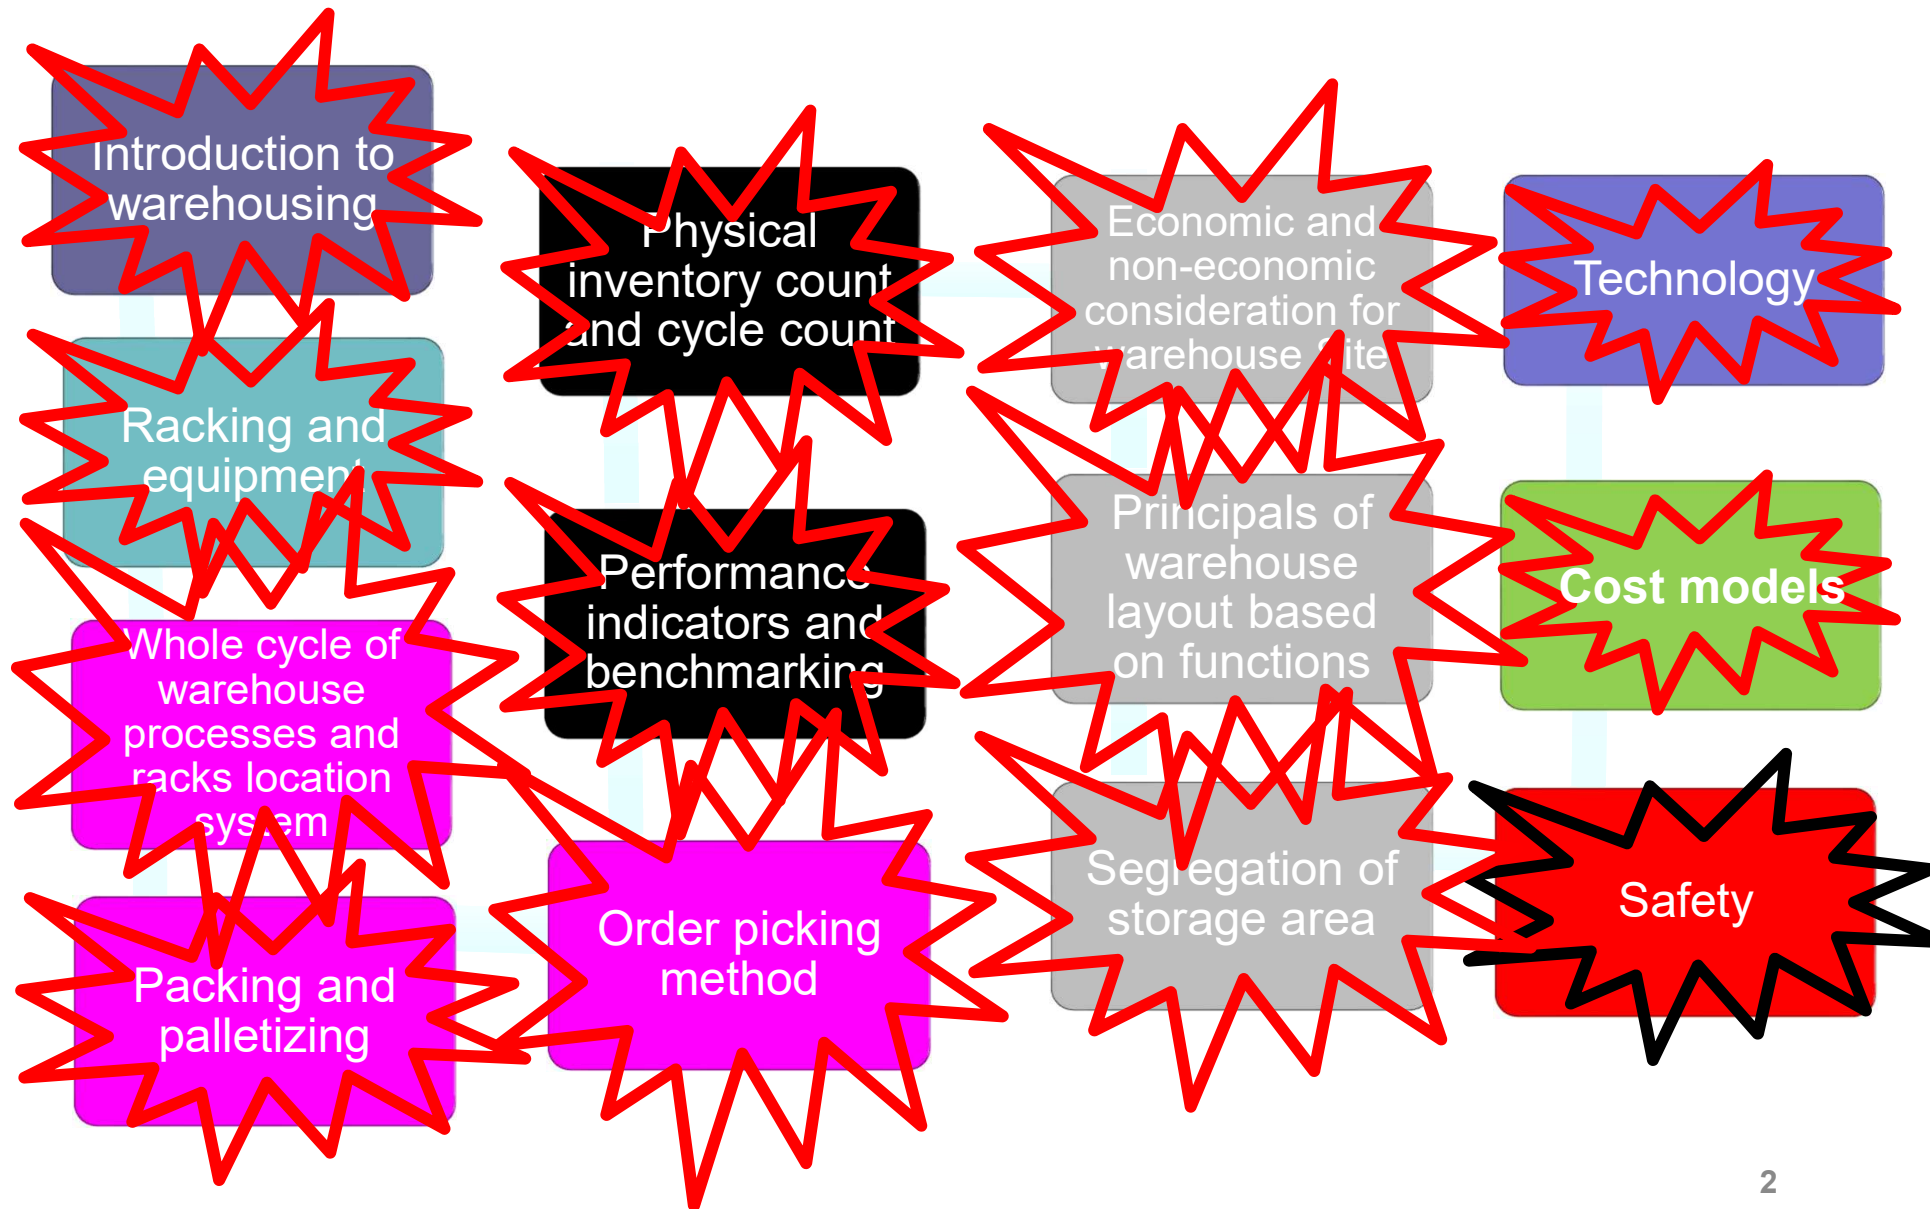 Introduction to
warehousing
Racking and
equipment
Whole cycle of
warehouse
processes and
racks location
system
Packing and
palletizing
Physical
inventory count
and cycle count
Performance
indicators and
benchmarking
Order picking
method
Economic and
non-economic
consideration for
warehouse Site
Principals of
warehouse
layout based
on functions
Segregation of
storage area
Technology
Cost models
Safety
2